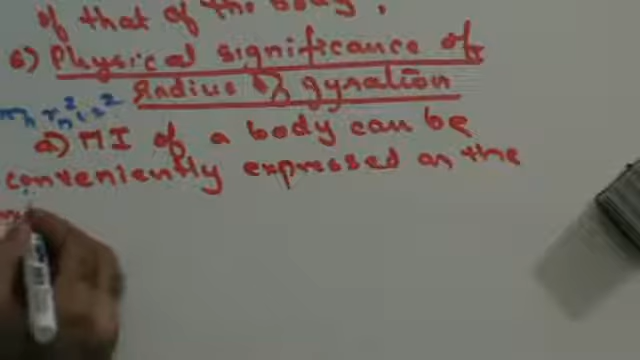 of that of the body.
6) Physical significance of
Radius of gyration
a) MI of a body can be
conveniently expressed as the